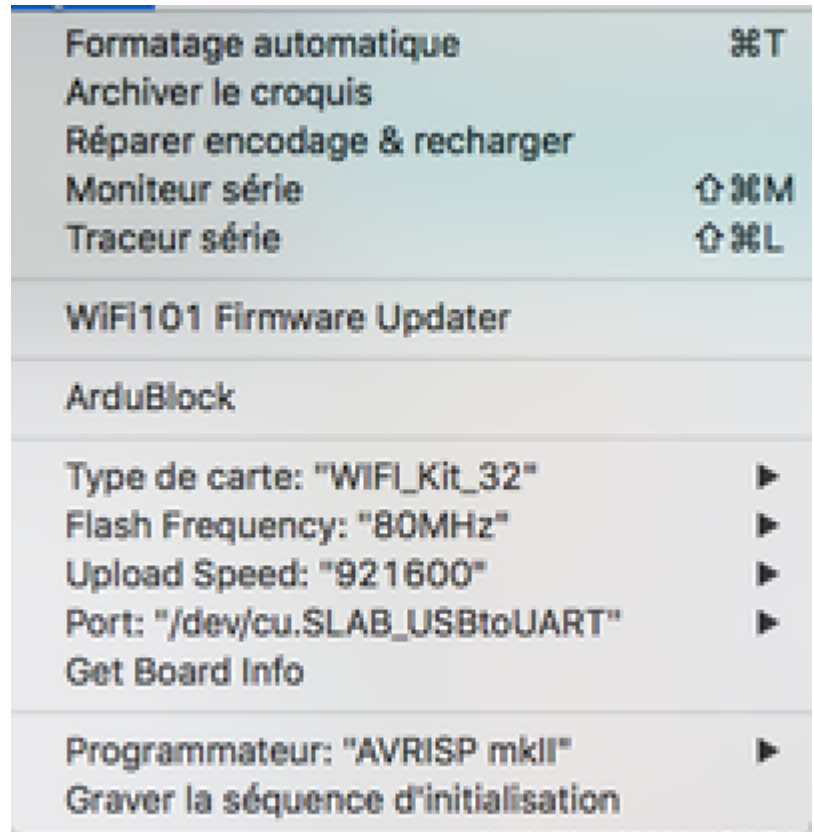 Formatage automatique ⌘T
Archiver le croquis
Réparer encodage & recharger
Moniteur série ⇧⌘M
Traceur série ⇧⌘L
WiFi101 Firmware Updater
ArduBlock
Type de carte: "WIFI_Kit_32" ▶
Flash Frequency: "80MHz" ▶
Upload Speed: "921600" ▶
Port: "/dev/cu.SLAB_USBtoUART" ▶
Get Board Info
Programmateur: "AVRISP mkII" ▶
Graver la séquence d'initialisation